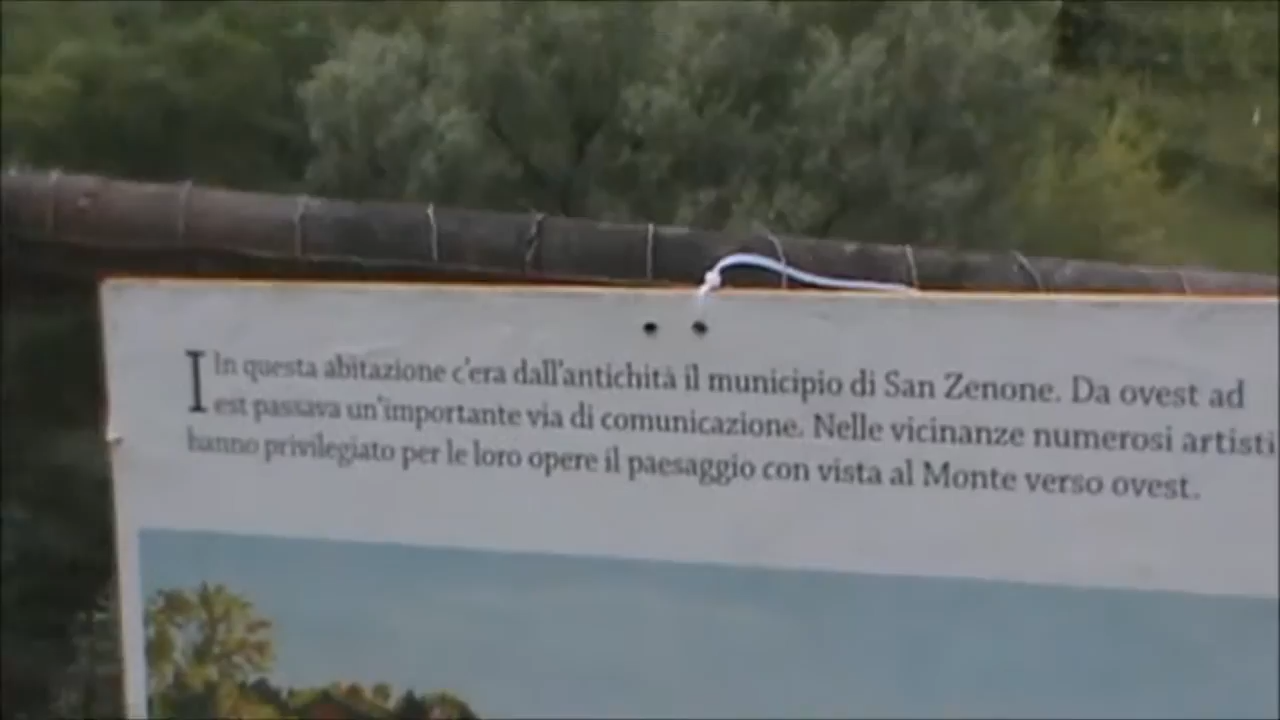 I In questa abitazione c'era dall'antichità il municipio di San Zenone. Da ovest ad
est passava un'importante via di comunicazione. Nelle vicinanze numerosi artisti
hanno privilegiato per le loro opere il paesaggio con vista al Monte verso ovest.